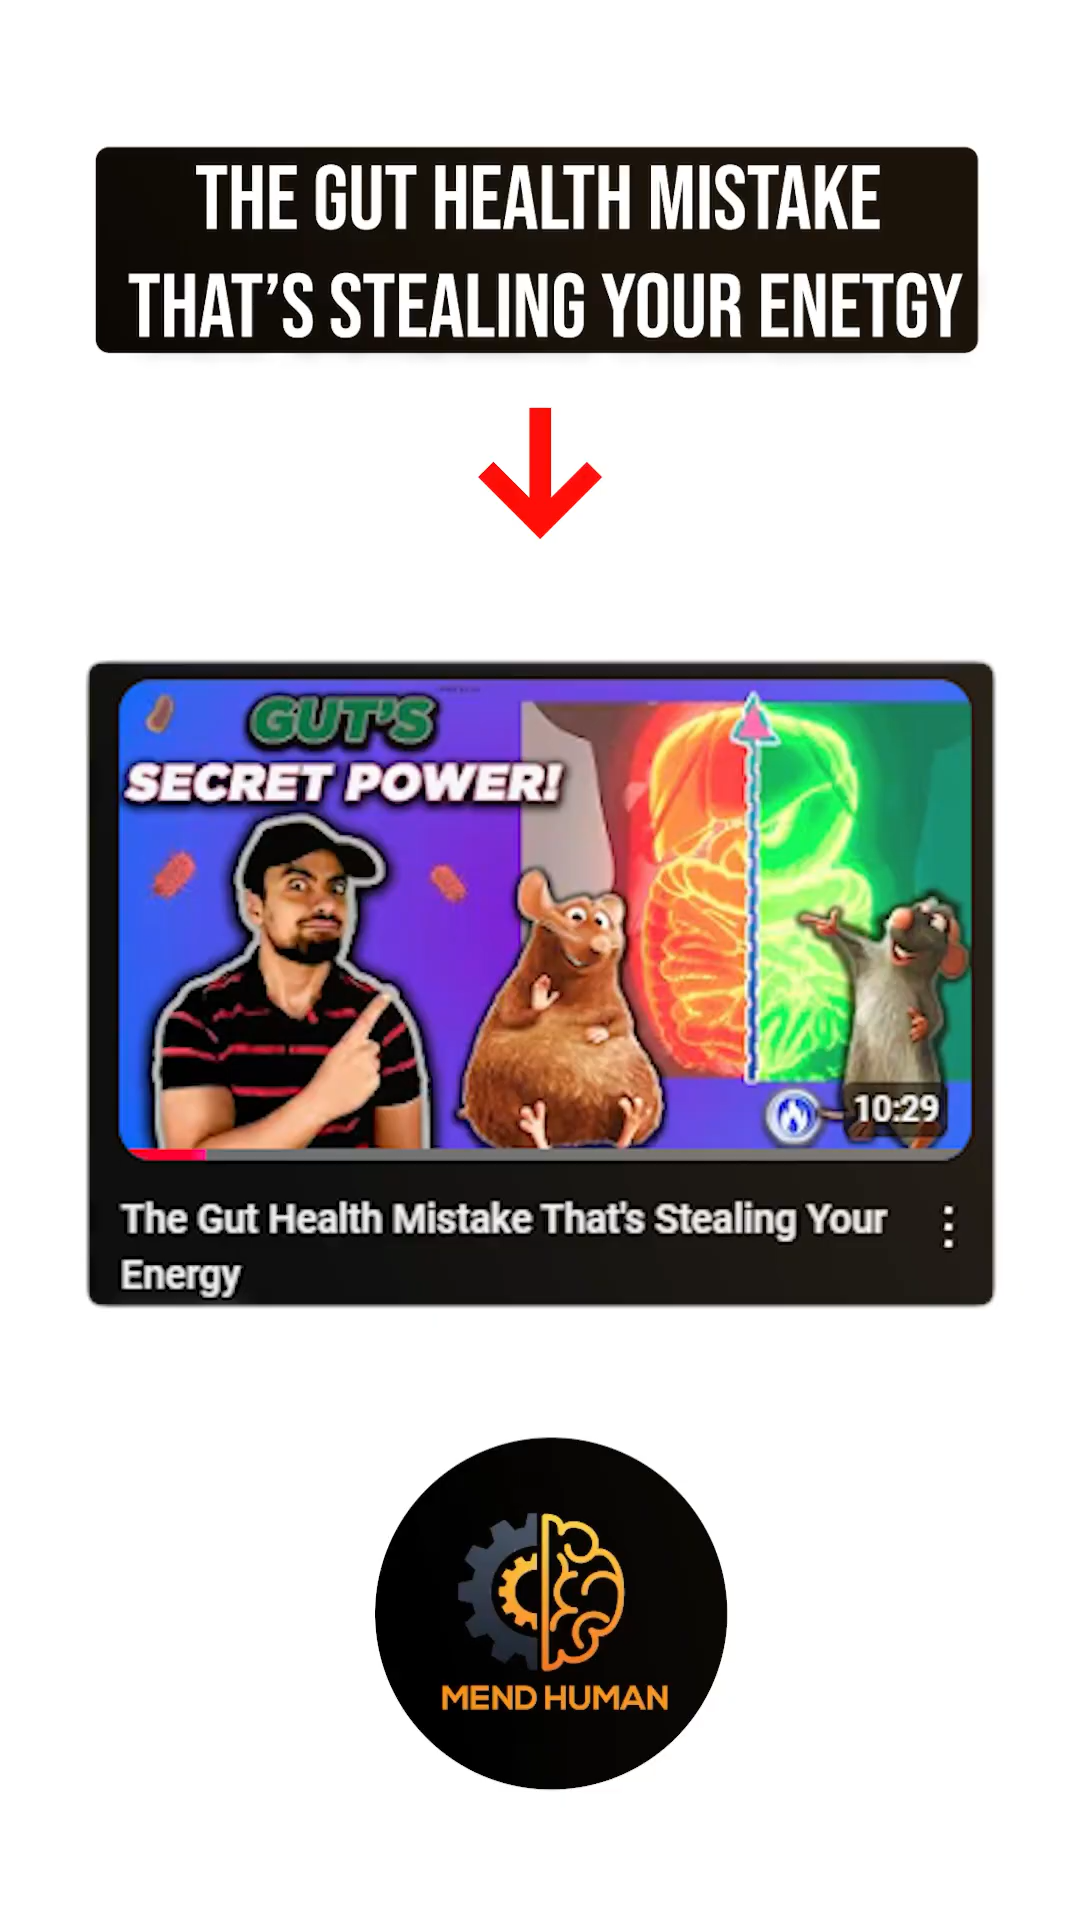 THE GUT HEALTH MISTAKE
THAT’S STEALING YOUR ENETGY
GUT'S
SECRET POWER!
10:29
The Gut Health Mistake That's Stealing Your
Energy
MEND HUMAN